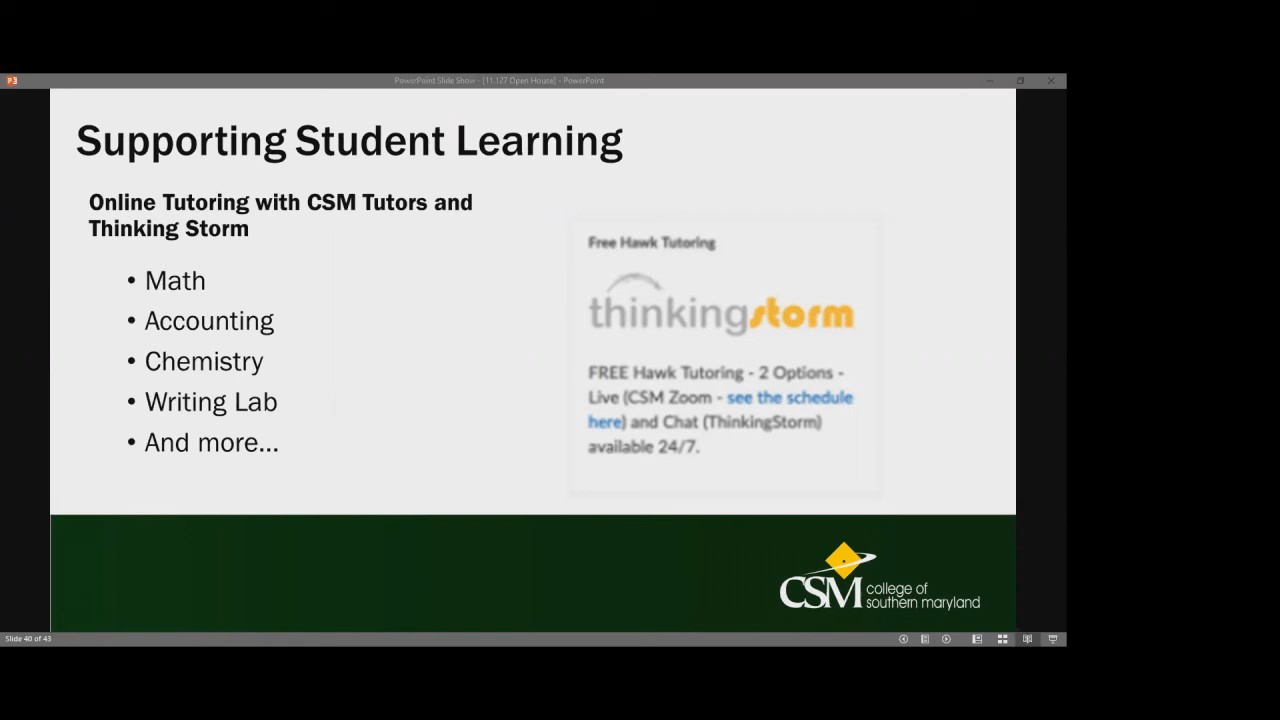 PowerPoint Slide Show - [11.127 Open House] - PowerPoint
Supporting Student Learning
Online Tutoring with CSM Tutors and
Thinking Storm
• Math
• Accounting
• Chemistry
• Writing Lab
• And more...
Free Hawk Tutoring
thinkingstorm
FREE Hawk Tutoring - 2 Options -
Live (CSM Zoom - see the schedule
here) and Chat (ThinkingStorm)
available 24/7.
CSM college of
southern maryland
Slide 40 of 43